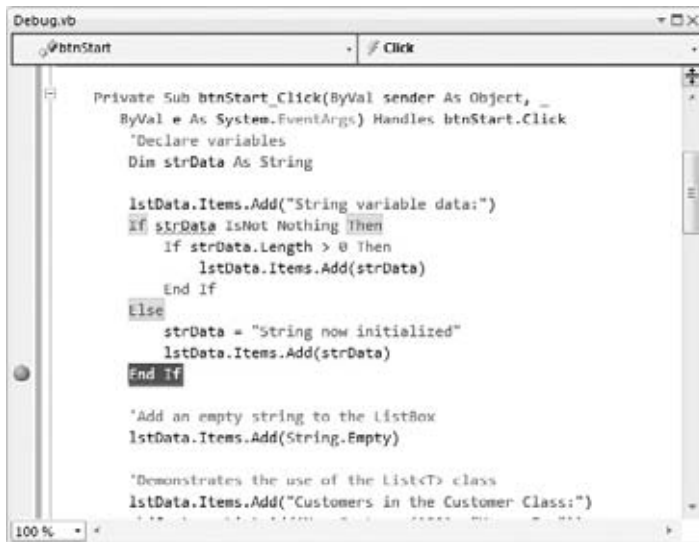 Debug.vb
btnStart
Click
Private Sub btnStart_Click(ByVal sender As Object, _
ByVal e As System.EventArgs) Handles btnStart.Click
'Declare variables
Dim strData As String
lstData.Items.Add("String variable data:")
If strData IsNot Nothing Then
If strData.Length > 0 Then
lstData.Items.Add(strData)
End If
Else
strData = "String now initialized"
lstData.Items.Add(strData)
End If
'Add an empty string to the ListBox
lstData.Items.Add(String.Empty)
'Demonstrates the use of the List<T> class
lstData.Items.Add("Customers in the Customer Class:")
100 %